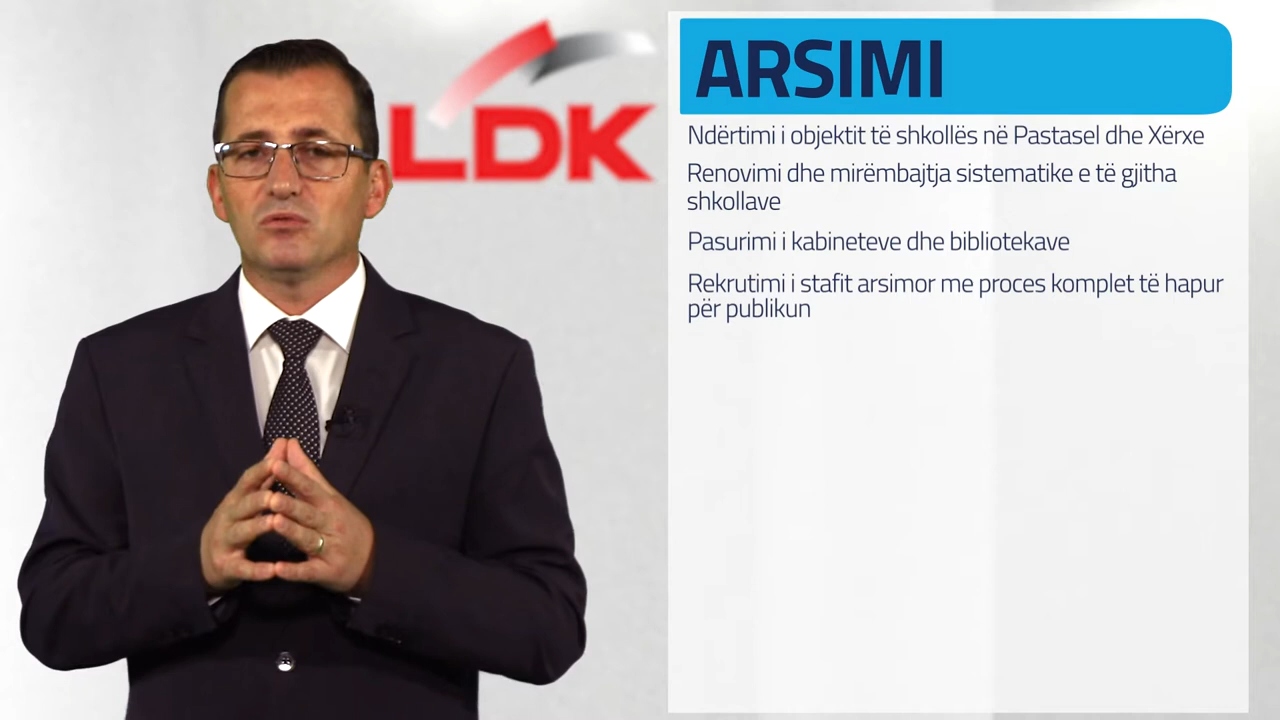 LDK
ARSIMI
Ndërtimi i objektit të shkollës në Pastasel dhe Xërxe
Renovimi dhe mirëmbajtja sistematike e të gjitha
shkollave
Pasurimi i kabineteve dhe bibliotekave
Rekrutimi i stafit arsimor me proces komplet të hapur
për publikun